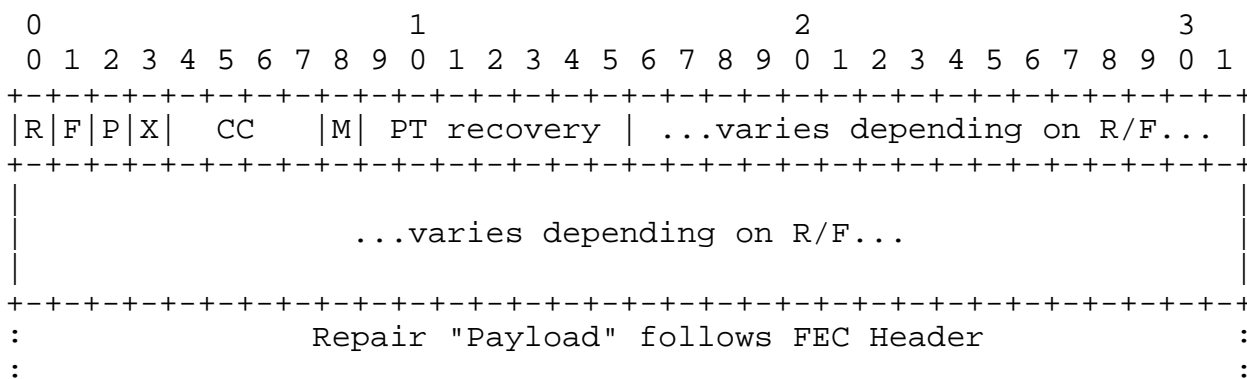 0                   1                   2                   3
 0 1 2 3 4 5 6 7 8 9 0 1 2 3 4 5 6 7 8 9 0 1 2 3 4 5 6 7 8 9 0 1
+-+-+-+-+-+-+-+-+-+-+-+-+-+-+-+-+-+-+-+-+-+-+-+-+-+-+-+-+-+-+-+-+
|R|F|P|X|  CC   |M| PT recovery | ...varies depending on R/F... |
+-+-+-+-+-+-+-+-+-+-+-+-+-+-+-+-+-+-+-+-+-+-+-+-+-+-+-+-+-+-+-+-+
|                                                               |
|                 ...varies depending on R/F...                 |
|                                                               |
+-+-+-+-+-+-+-+-+-+-+-+-+-+-+-+-+-+-+-+-+-+-+-+-+-+-+-+-+-+-+-+-+
:               Repair "Payload" follows FEC Header             :
:                                                               :